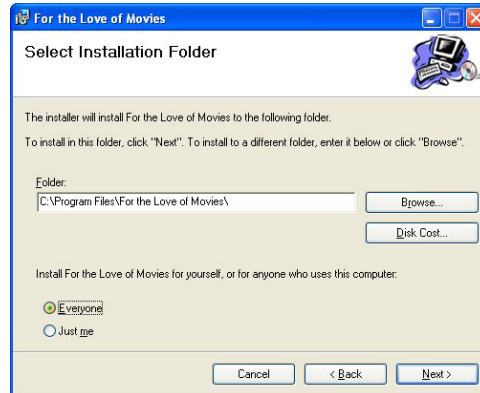 For the Love of Movies
Select Installation Folder
The installer will install For the Love of Movies to the following folder.
To install in this folder, click "Next". To install to a different folder, enter it below or click "Browse".
Folder:
C:\Program Files\For the Love of Movies\
Browse...
Disk Cost...
Install For the Love of Movies for yourself, or for anyone who uses this computer:
Everyone
Just me
Cancel
< Back
Next >